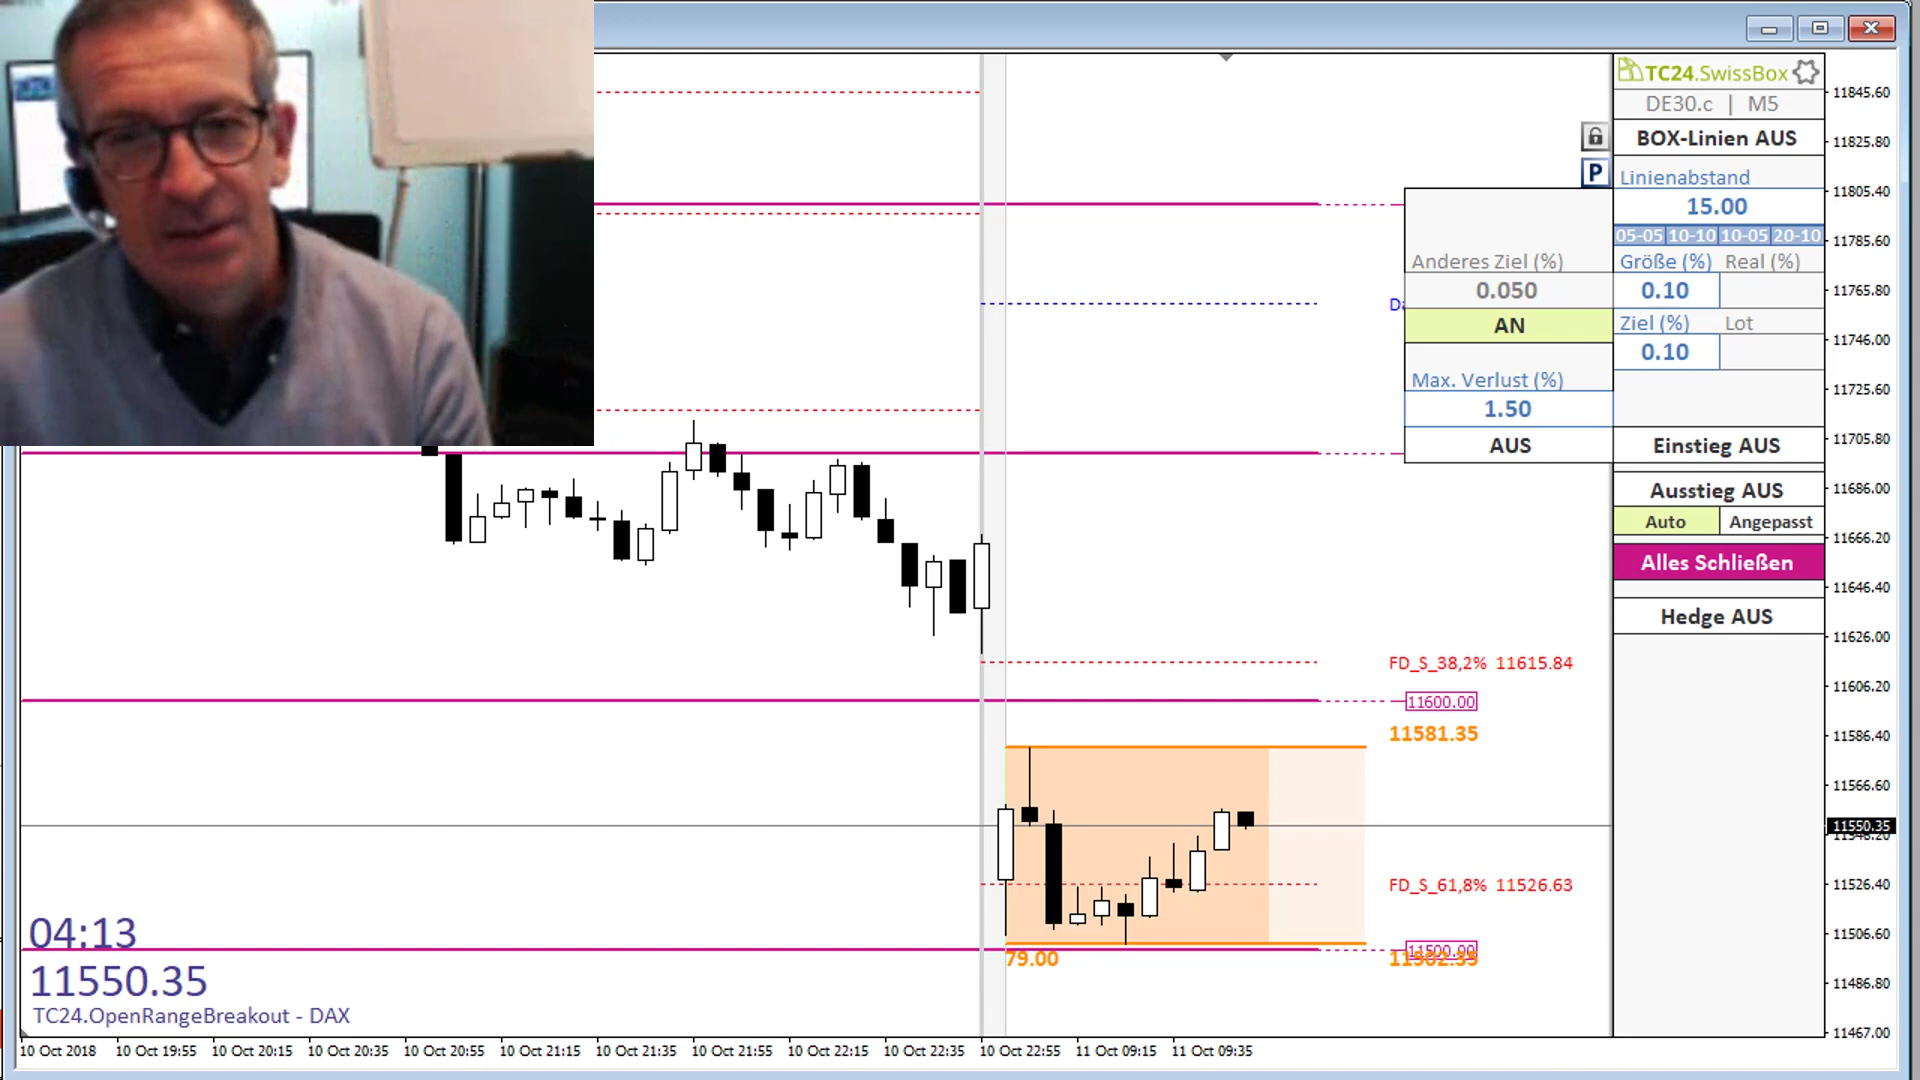 TC24.SwissBox
DE30.c | M5
BOX-Linien AUS
P
Linienabstand
15.00
05-05 10-10 10-05 20-10
Größe (%) Real (%)
0.10
Ziel (%) Lot
0.10
Anderes Ziel (%)
0.050
AN
Max. Verlust (%)
1.50
AUS
Einstieg AUS
Ausstieg AUS
Auto Angepasst
Alles Schließen
Hedge AUS
FD_S_38,2% 11615.84
11600.00
11581.35
FD_S_61,8% 11526.63
11500.00
79.00
04:13
11550.35
TC24.OpenRangeBreakout - DAX
11845.60
11825.80
11805.40
11785.60
11765.80
11746.00
11725.60
11705.80
11686.00
11666.20
11646.40
11626.00
11606.20
11586.40
11566.60
11550.35
11526.40
11506.60
11486.80
11467.00
10 Oct 2018 10 Oct 19:55 10 Oct 20:15 10 Oct 20:35 10 Oct 20:55 10 Oct 21:15 10 Oct 21:35 10 Oct 21:55 10 Oct 22:15 10 Oct 22:35 10 Oct 22:55 11 Oct 09:15 11 Oct 09:35